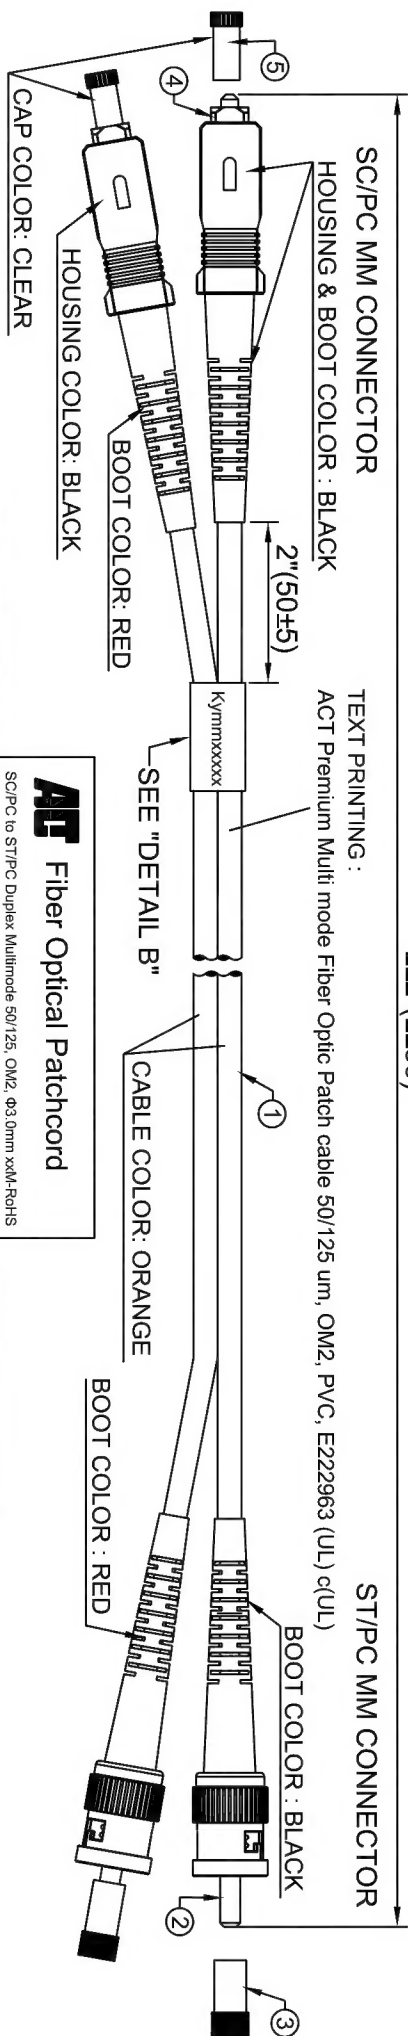 SC/PC MM CONNECTOR
ST/PC MM CONNECTOR
HOUSING & BOOT COLOR : BLACK
2"(50±5)
TEXT PRINTING :
ACT Premium Multi mode Fiber Optic Patch cable 50/125 um, OM2, PVC, E222963 (UL) c(UL)
BOOT COLOR : BLACK
5
4
1
2
3
Kymmxxxxx
SEE "DETAIL B"
CABLE COLOR: ORANGE
BOOT COLOR: RED
BOOT COLOR : RED
HOUSING COLOR: BLACK
CAP COLOR: CLEAR
ACT Fiber Optical Patchcord
SC/PC to ST/PC Duplex Multimode 50/125, OM2, Φ3.0mm xxM-RoHS